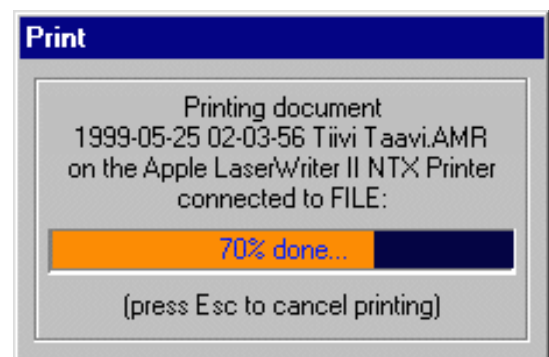 Print
Printing document
1999-05-25 02-03-56 Tiivi Taavi.AMR
on the Apple LaserWriter II NTX Printer
connected to FILE:
70% done...
(press Esc to cancel printing)